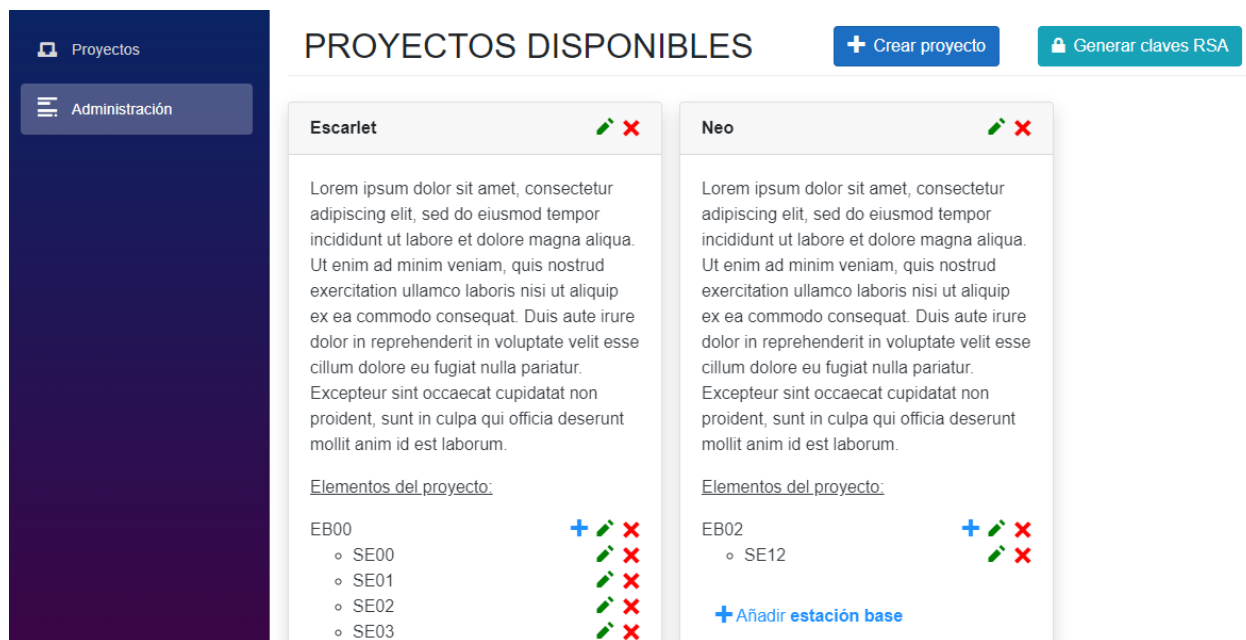 Proyectos
Administración
PROYECTOS DISPONIBLES
Crear proyecto
Generar claves RSA
Escarlet
Lorem ipsum dolor sit amet, consectetur
adipiscing elit, sed do eiusmod tempor
incididunt ut labore et dolore magna aliqua.
Ut enim ad minim veniam, quis nostrud
exercitation ullamco laboris nisi ut aliquip
ex ea commodo consequat. Duis aute irure
dolor in reprehenderit in voluptate velit esse
cillum dolore eu fugiat nulla pariatur.
Excepteur sint occaecat cupidatat non
proident, sunt in culpa qui officia deserunt
mollit anim id est laborum.
Elementos del proyecto:
EB00
SE00
SE01
SE02
SE03
Neo
Lorem ipsum dolor sit amet, consectetur
adipiscing elit, sed do eiusmod tempor
incididunt ut labore et dolore magna aliqua.
Ut enim ad minim veniam, quis nostrud
exercitation ullamco laboris nisi ut aliquip
ex ea commodo consequat. Duis aute irure
dolor in reprehenderit in voluptate velit esse
cillum dolore eu fugiat nulla pariatur.
Excepteur sint occaecat cupidatat non
proident, sunt in culpa qui officia deserunt
mollit anim id est laborum.
Elementos del proyecto:
EB02
SE12
Añadir estación base